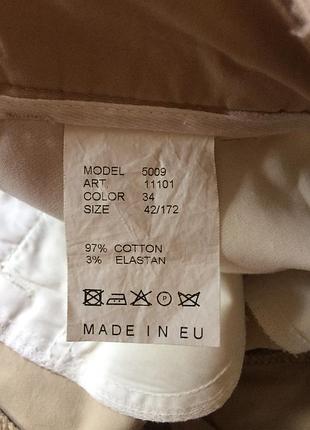 MODEL 5009
ART. 11101
COLOR 34
SIZE 42/172
97% COTTON
3% ELASTAN
P
MADE IN EU